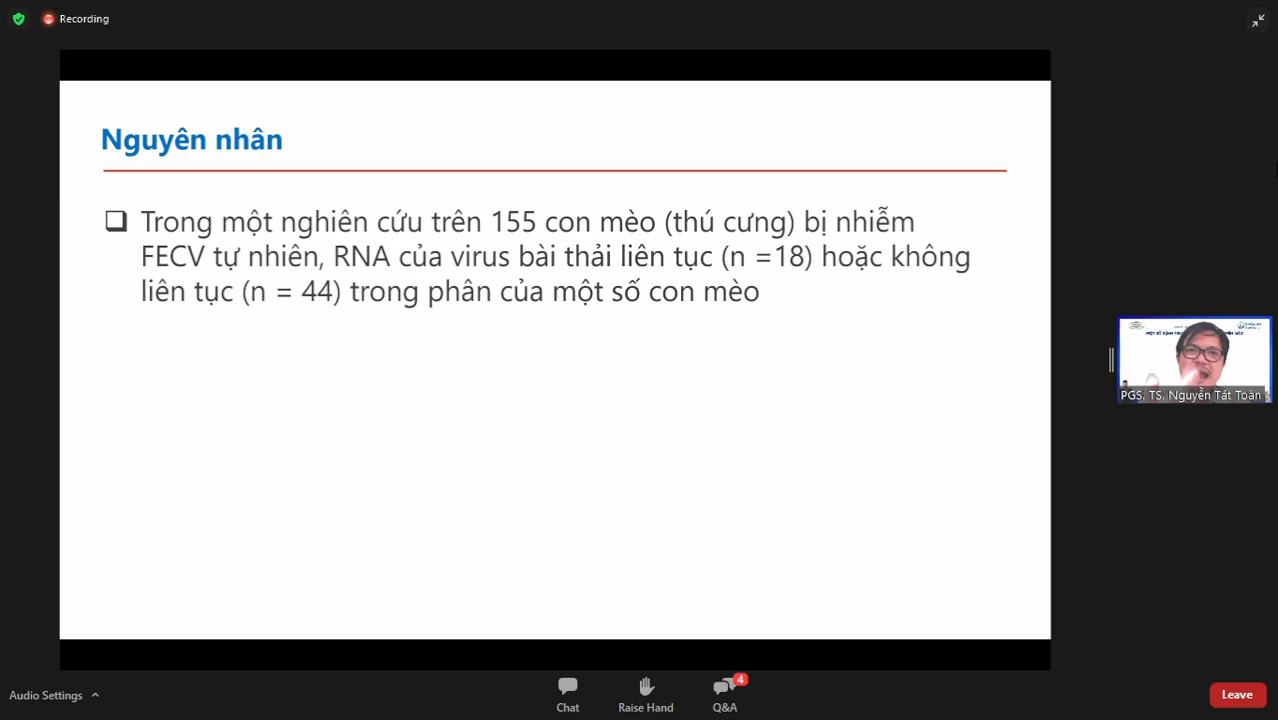 Recording
Nguyên nhân
❑ Trong một nghiên cứu trên 155 con mèo (thú cưng) bị nhiễm
FECV tự nhiên, RNA của virus bài thải liên tục (n =18) hoặc không
liên tục (n = 44) trong phân của một số con mèo
PGS. TS. Nguyễn Tất Toàn
Audio Settings
Chat
Raise Hand
4
Q&A
Leave